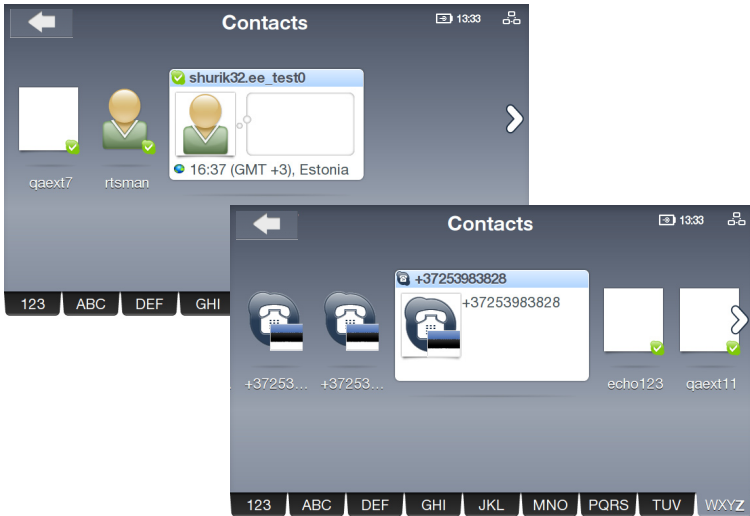 Contacts
13:33
shurik32.ee_test0
16:37 (GMT +3), Estonia
qaext7
rtsman
123 ABC DEF GHI
Contacts
13:33
+37253983828
+37253983828
+37253...
+37253...
echo123
qaext11
123 ABC DEF GHI JKL MNO PQRS TUV WXYZ